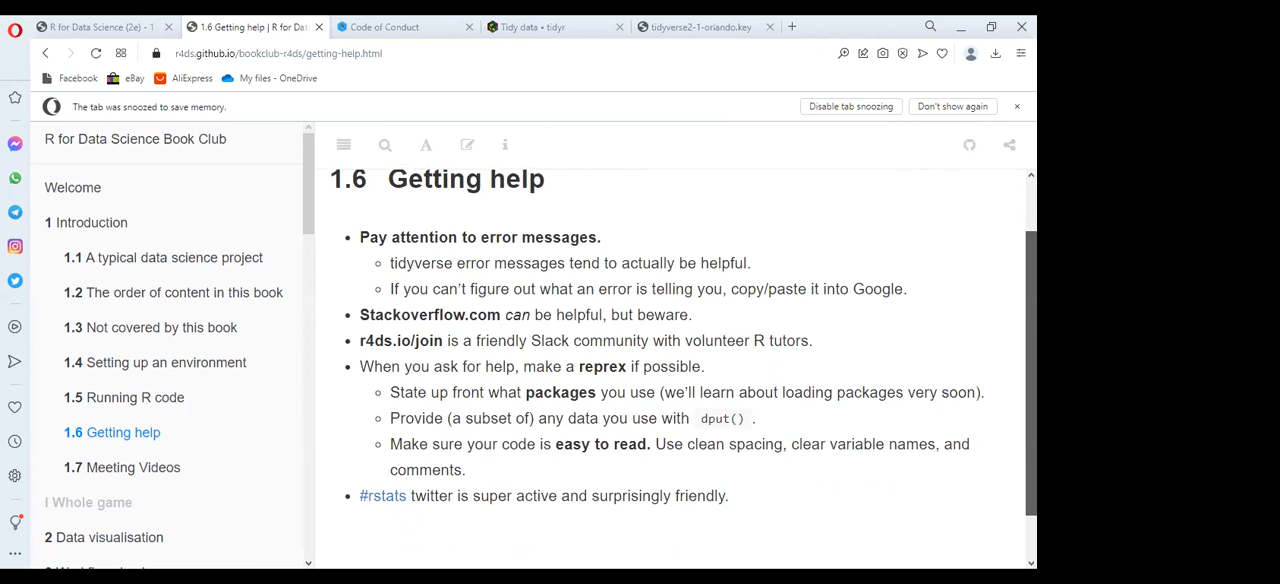 R for Data Science (2e) - 1
1.6 Getting help | R for Dat
Code of Conduct
Tidy data • tidyr
tidyverse2-1-orlando.key
r4ds.github.io/bookclub-r4ds/getting-help.html
Facebook
eBay
AliExpress
My files - OneDrive
The tab was snoozed to save memory.
Disable tab snoozing
Don't show again
R for Data Science Book Club
Welcome
1 Introduction
1.1 A typical data science project
1.2 The order of content in this book
1.3 Not covered by this book
1.4 Setting up an environment
1.5 Running R code
1.6 Getting help
1.7 Meeting Videos
I Whole game
2 Data visualisation
1.6 Getting help
• Pay attention to error messages.
◦ tidyverse error messages tend to actually be helpful.
◦ If you can't figure out what an error is telling you, copy/paste it into Google.
• Stackoverflow.com can be helpful, but beware.
• r4ds.io/join is a friendly Slack community with volunteer R tutors.
• When you ask for help, make a reprex if possible.
◦ State up front what packages you use (we'll learn about loading packages very soon).
◦ Provide (a subset of) any data you use with dput() .
◦ Make sure your code is easy to read. Use clean spacing, clear variable names, and
comments.
• #rstats twitter is super active and surprisingly friendly.